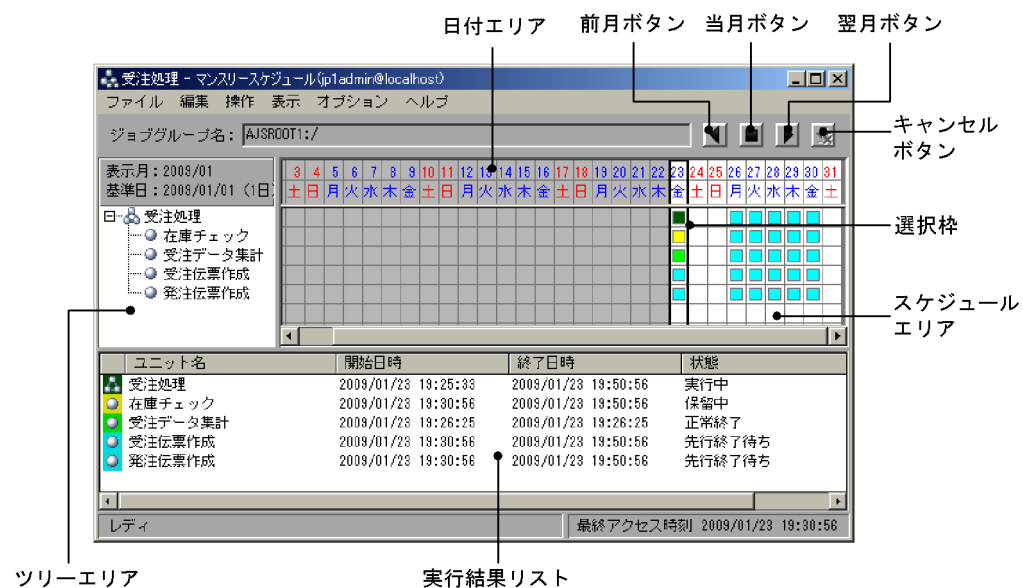 日付エリア 前月ボタン 当月ボタン 翌月ボタン
受注処理 - マンスリースケジュール(jp1admin@localhost)
ファイル 編集 操作 表示 オプション ヘルプ
ジョブグループ名: AJSROOT1:/
キャンセル
ボタン
表示月:2009/01
基準日:2009/01/01 (1日
3 4 5 6 7 8 9 10 11 12 13 14 15 16 17 18 19 20 21 22 23 24 25 26 27 28 29 30 31
土 日 月 火 水 木 金 土 日 月 火 水 木 金 土 日 月 火 水 木 金 土 日 月 火 水 木 金 土
受注処理
在庫チェック
受注データ集計
受注伝票作成
発注伝票作成
選択枠
スケジュール
エリア
ユニット名 開始日時 終了日時 状態
受注処理 2009/01/23 19:25:33 2009/01/23 19:50:56 実行中
在庫チェック 2009/01/23 19:30:56 2009/01/23 19:50:56 保留中
受注データ集計 2009/01/23 19:26:25 2009/01/23 19:26:25 正常終了
受注伝票作成 2009/01/23 19:30:56 2009/01/23 19:50:56 先行終了待ち
発注伝票作成 2009/01/23 19:30:56 2009/01/23 19:50:56 先行終了待ち
レディ 最終アクセス時刻 2009/01/23 19:30:56
ツリーエリア 実行結果リスト